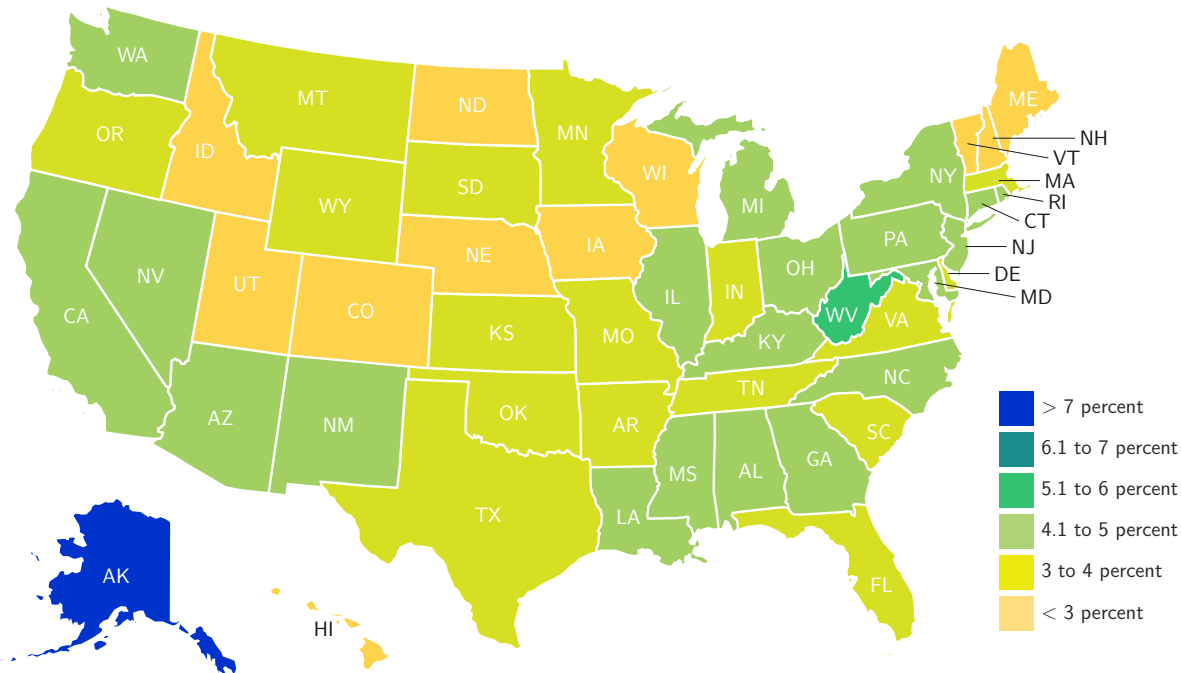 WA
MT
ND
MN
ME
OR
ID
WI
NH
VT
SD
NY
MA
WY
MI
RI
CT
IA
PA
NJ
NE
NV
UT
OH
DE
IL
IN
MD
CO
CA
WV
VA
KS
MO
KY
NC
TN
AZ
OK
NM
AR
SC
> 7 percent
6.1 to 7 percent
GA
MS
AL
5.1 to 6 percent
TX
LA
4.1 to 5 percent
AK
3 to 4 percent
FL
HI
< 3 percent